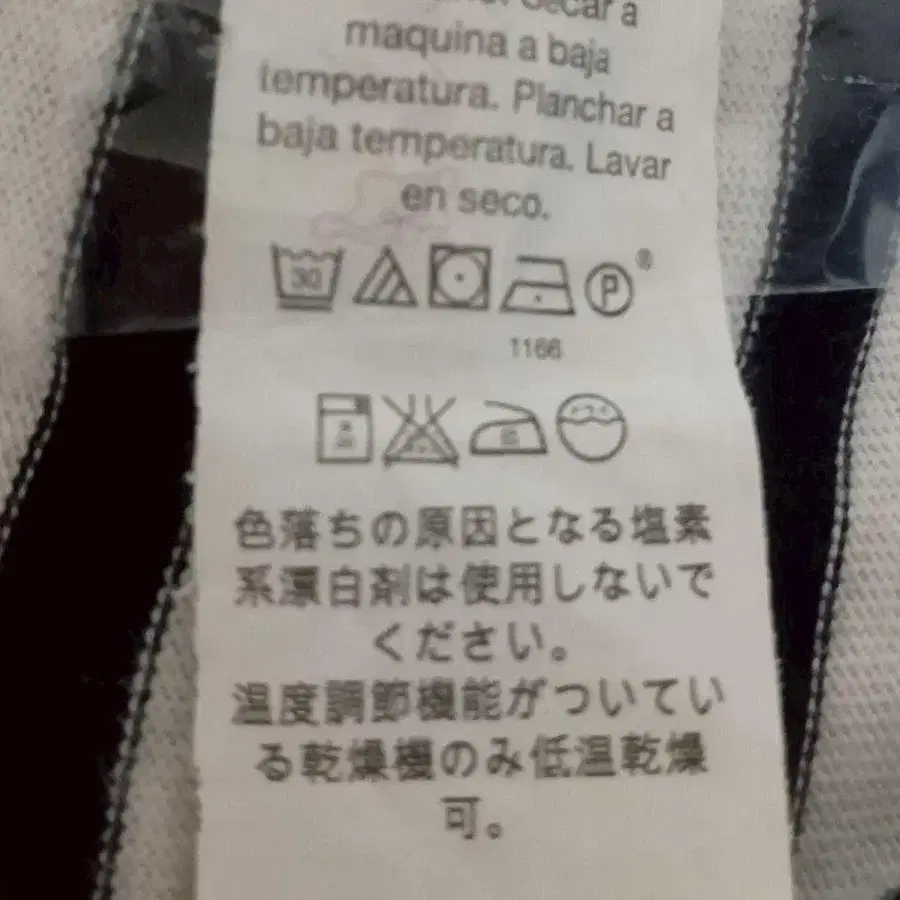 Secar a
maquina a baja
temperatura. Planchar a
baja temperatura. Lavar
en seco.
30 P ®
1166
色落ちの原因となる塩素
系漂白剤は使用しないで
ください。
温度調節機能がついてい
る乾燥機のみ低温乾燥
可。